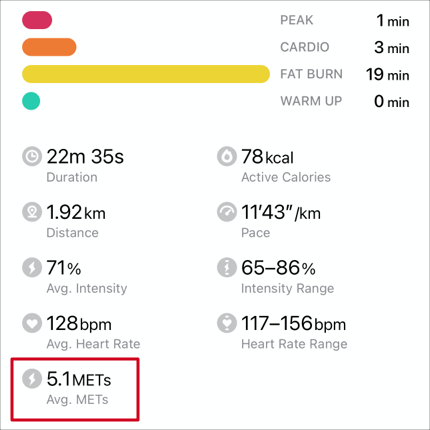 PEAK 1 min
CARDIO 3 min
FAT BURN 19 min
WARM UP 0 min
22m 35s 78kcal
Duration Active Calories
1.92km 11'43"/km
Distance Pace
71% 65–86%
Avg. Intensity Intensity Range
128bpm 117–156bpm
Avg. Heart Rate Heart Rate Range
5.1METs
Avg. METs